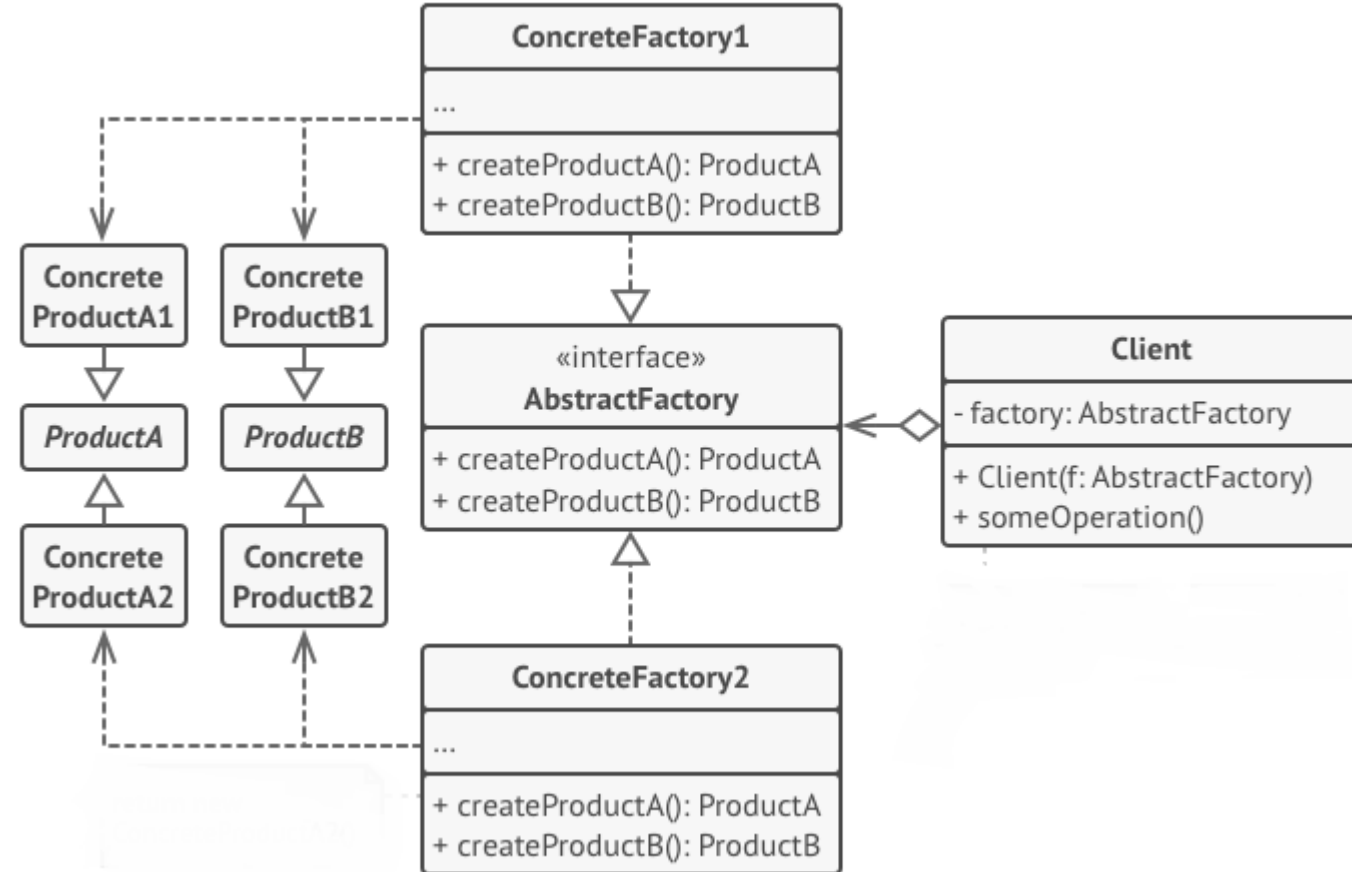 ConcreteFactory1
...
+ createProductA(): ProductA
+ createProductB(): ProductB
Concrete
ProductA1
Concrete
ProductB1
ProductA
ProductB
Concrete
ProductA2
Concrete
ProductB2
«interface»
AbstractFactory
+ createProductA(): ProductA
+ createProductB(): ProductB
Client
- factory: AbstractFactory
+ Client(f: AbstractFactory)
+ someOperation()
ConcreteFactory2
...
+ createProductA(): ProductA
+ createProductB(): ProductB